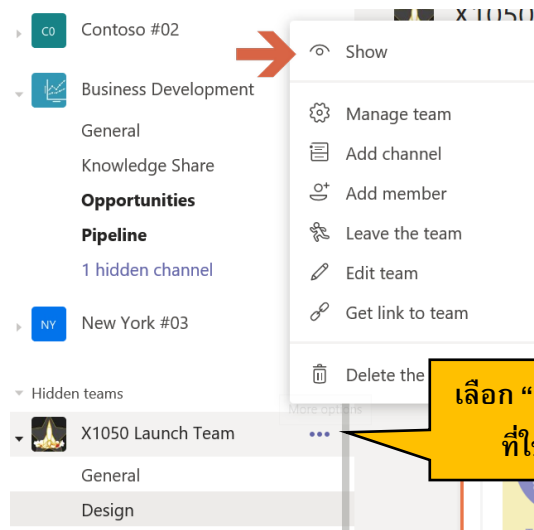 X1050
C0 Contoso #02
Show
Business Development
General
Manage team
Knowledge Share
Add channel
Opportunities
Add member
Pipeline
Leave the team
1 hidden channel
Edit team
NY New York #03
Get link to team
Delete the
เลือก “
Hidden teams
More options
X1050 Launch Team
General
Design